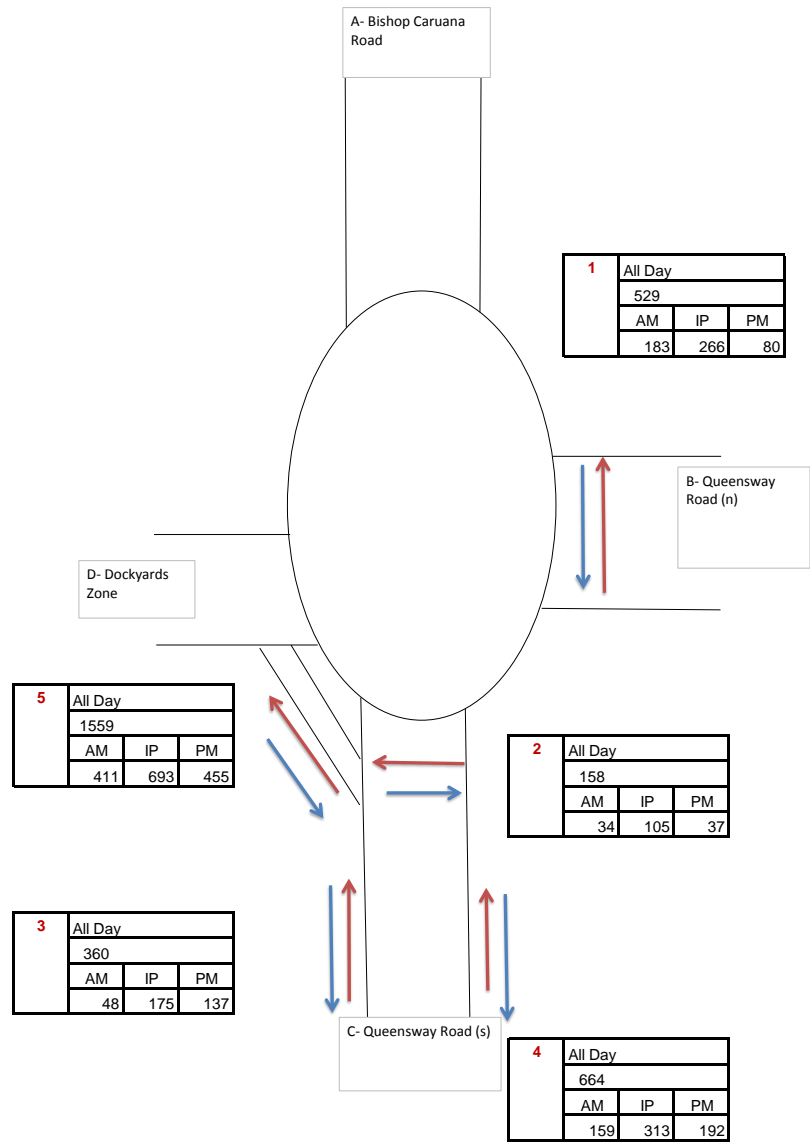 A- Bishop Caruana
Road
1
All Day
529
AM IP PM
183 266 80
B- Queensway
Road (n)
D- Dockyards
Zone
5
All Day
1559
AM IP PM
411 693 455
2
All Day
158
AM IP PM
34 105 37
3
All Day
360
AM IP PM
48 175 137
C- Queensway Road (s)
4
All Day
664
AM IP PM
159 313 192